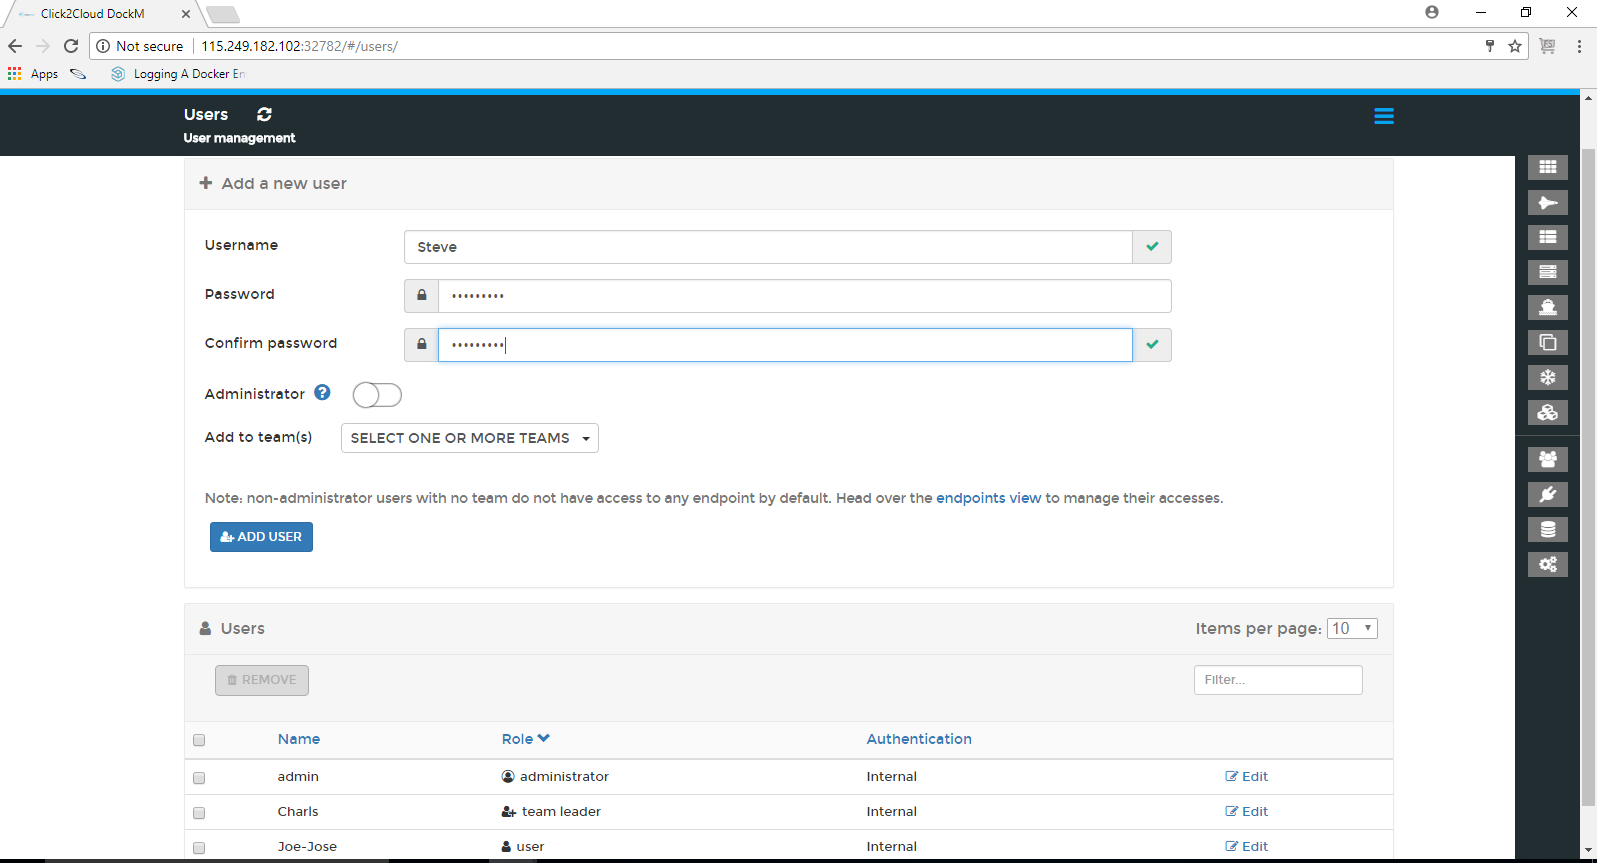 Click2Cloud DockM
Not secure 115.249.182.102:32782/#/users/
Apps Logging A Docker En
Users
User management
Add a new user
Username Steve
Password •••••••••
Confirm password •••••••••
Administrator ?
Add to team(s) SELECT ONE OR MORE TEAMS
Note: non-administrator users with no team do not have access to any endpoint by default. Head over the endpoints view to manage their accesses.
ADD USER
Users Items per page: 10
REMOVE Filter...
Name Role Authentication
admin administrator Internal Edit
Charls team leader Internal Edit
Joe-Jose user Internal Edit